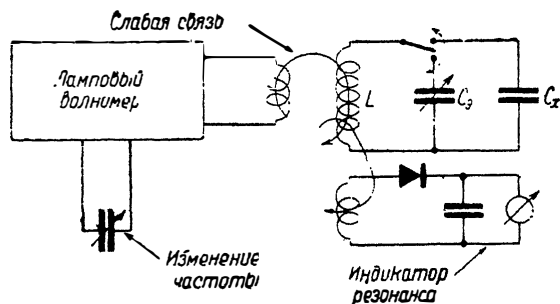 Слабая связь
Ламповый
волномер
L
Cэ
Cx
Изменение
частоты
Индикатор
резонанса